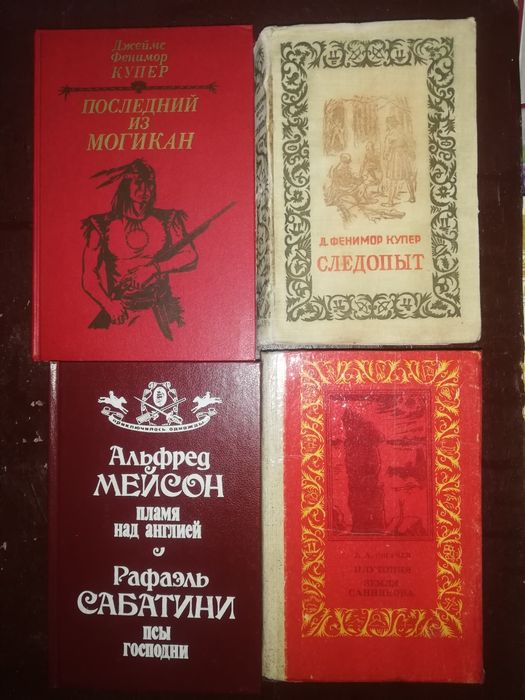 Джеймс
Фенимор
КУПЕР
ПОСЛЕДНИЙ
ИЗ
МОГИКАН
Д. ФЕНИМОР КУПЕР
СЛЕДОПЫТ
приключилось однажды
Альфред
МЕЙСОН
пламя
над англией
Рафаэль
САБАТИНИ
псы
господни
ПЛУТОНИЯ
ЗЕМЛЯ
САННИКОВА